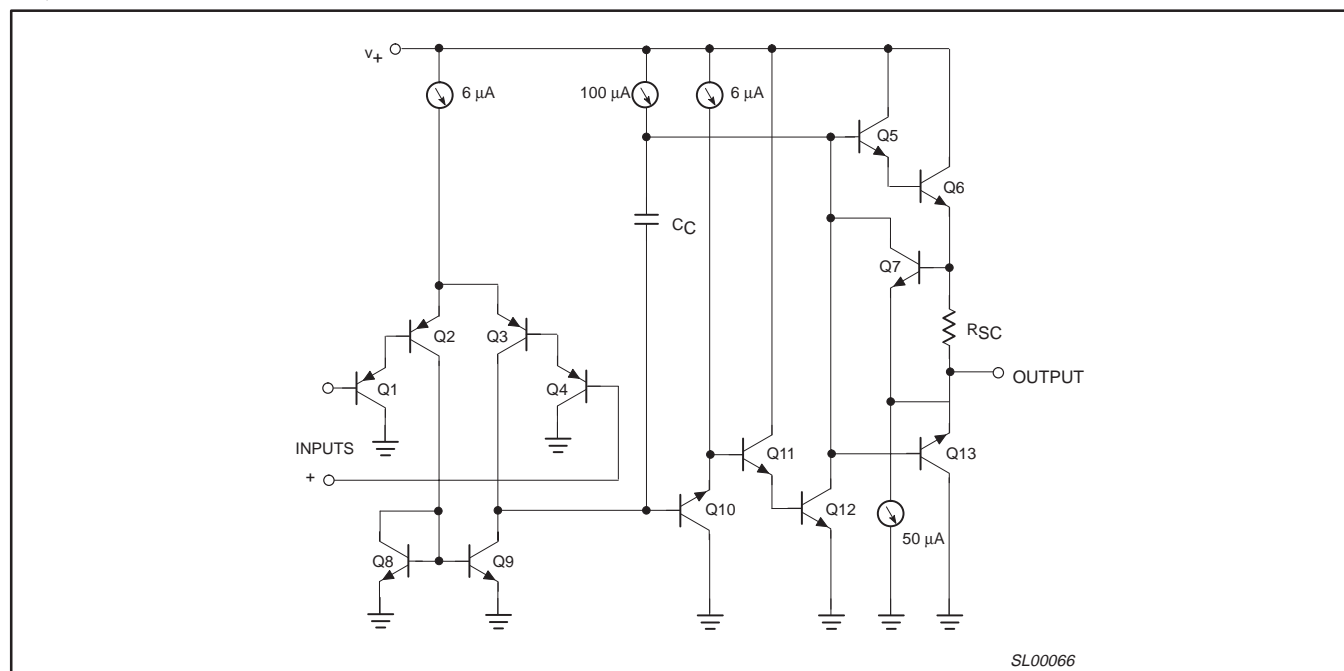 V+
6 µA
100 µA
6 µA
Q5
Q6
CC
Q7
Q2
Q3
RSC
Q1
Q4
OUTPUT
INPUTS
Q11
Q13
+
Q10
Q12
50 µA
Q8
Q9
SL00066